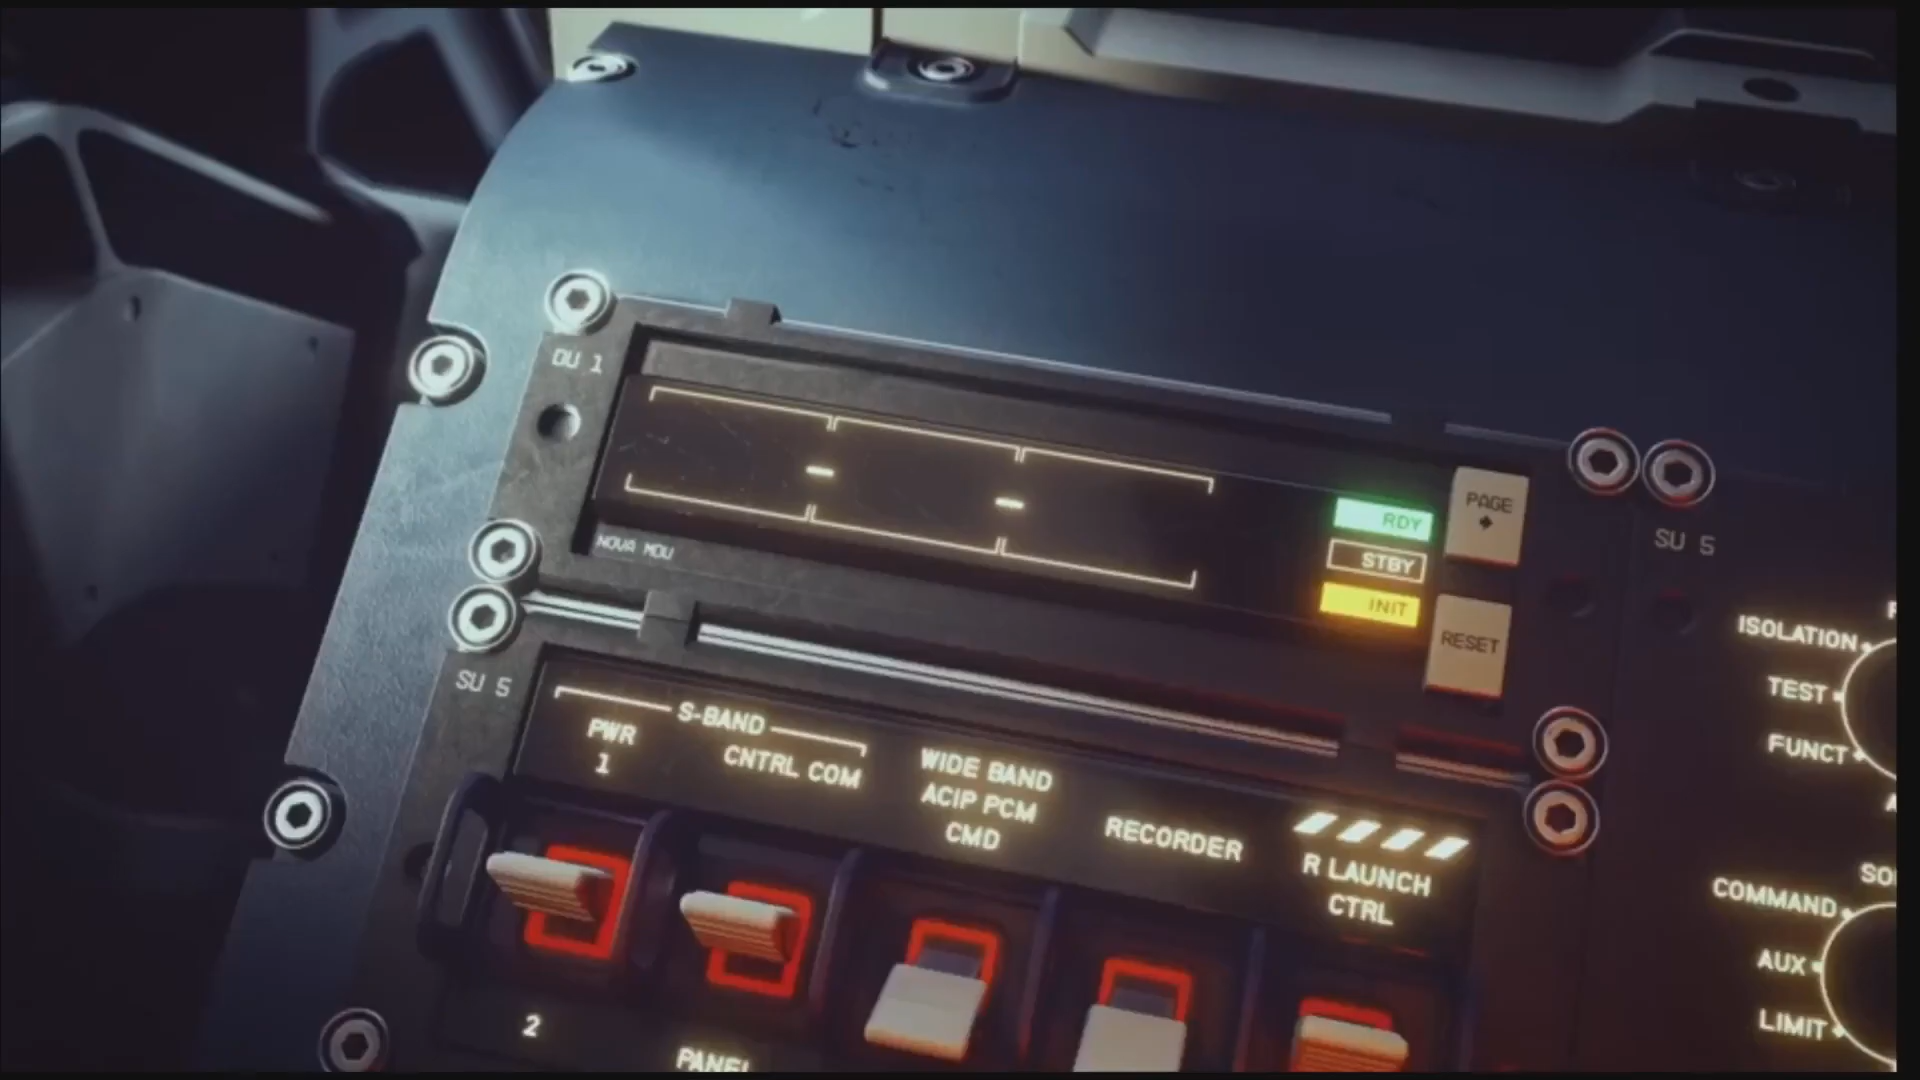 DU 1
RDY
PAGE
STBY
INIT
RESET
NOVA MDU
SU 5
SU 5
S-BAND
PWR
1
CNTRL COM
WIDE BAND
ACIP PCM
CMD
RECORDER
R LAUNCH
CTRL
2
PANEL
ISOLATION
TEST
FUNCT
COMMAND
AUX
LIMIT